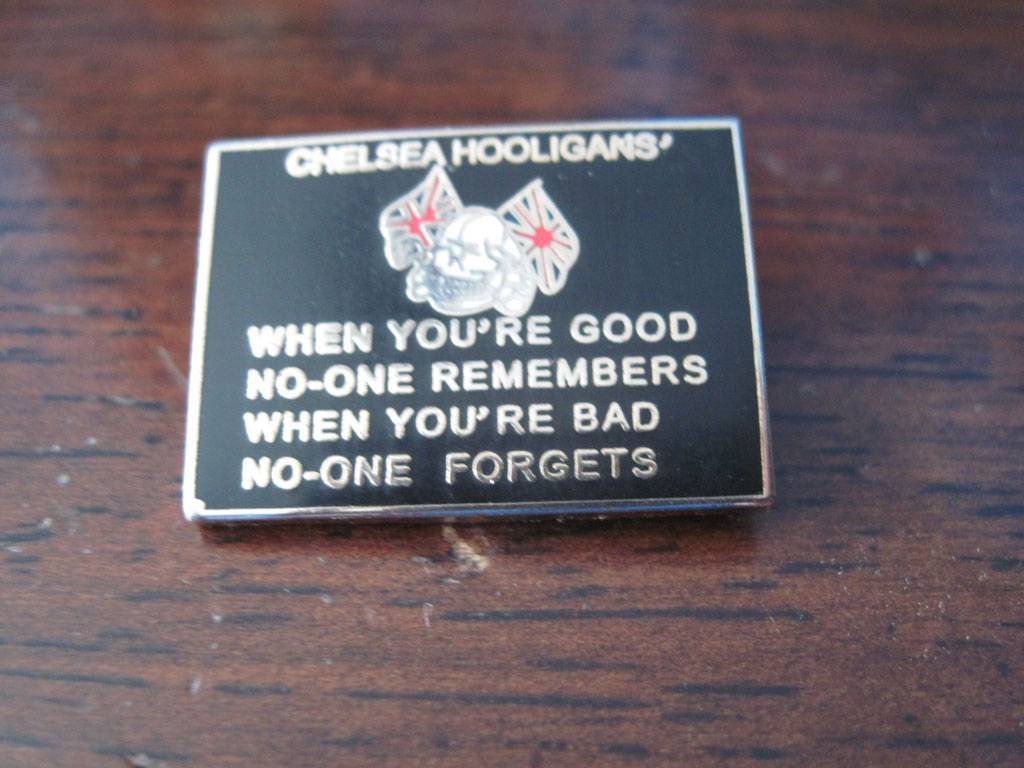 CHELSEA HOOLIGANS'
WHEN YOU'RE GOOD
NO-ONE REMEMBERS
WHEN YOU'RE BAD
NO-ONE FORGETS